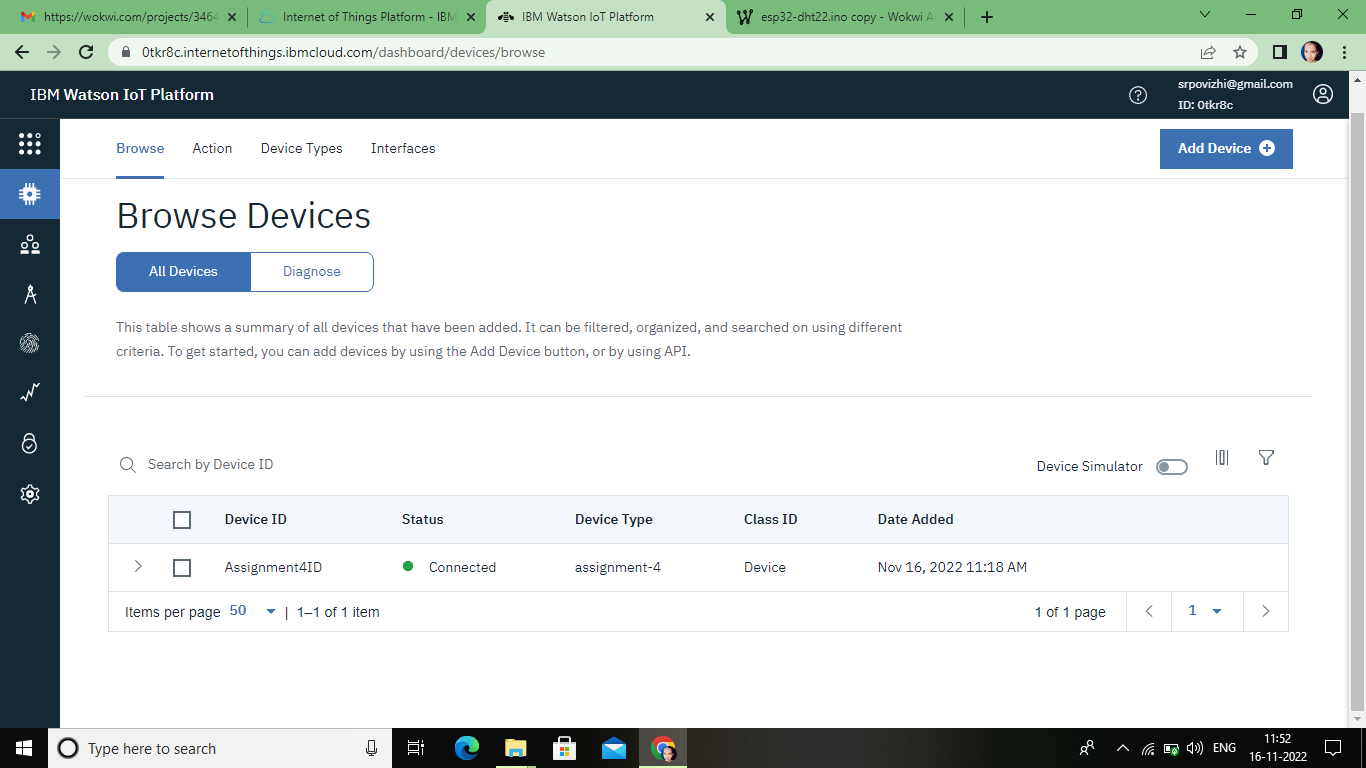 https://wokwi.com/projects/3464
Internet of Things Platform - IBM
IBM Watson IoT Platform
esp32-dht22.ino copy - Wokwi A
0tkr8c.internetofthings.ibmcloud.com/dashboard/devices/browse
IBM Watson IoT Platform
srpovizhi@gmail.com
ID: 0tkr8c
Browse Action Device Types Interfaces
Add Device
Browse Devices
All Devices Diagnose
This table shows a summary of all devices that have been added. It can be filtered, organized, and searched on using different
criteria. To get started, you can add devices by using the Add Device button, or by using API.
Search by Device ID
Device Simulator
Device ID Status Device Type Class ID Date Added
Assignment4ID Connected assignment-4 Device Nov 16, 2022 11:18 AM
Items per page 50 | 1–1 of 1 item 1 of 1 page 1
Type here to search
ENG
11:52
16-11-2022